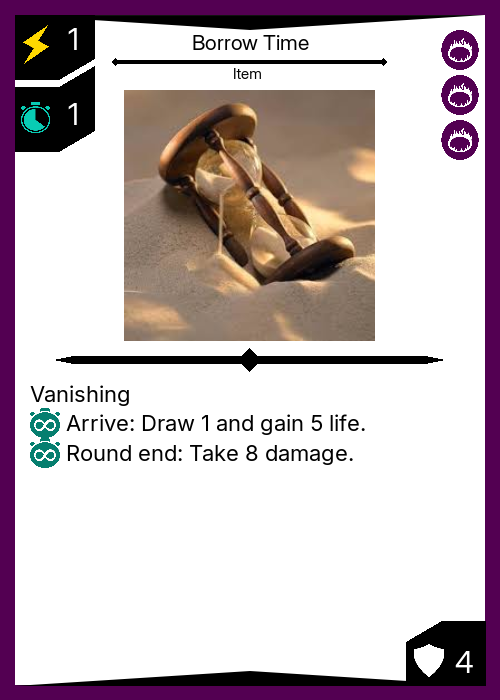 1
Borrow Time
Item
1
Vanishing
Arrive: Draw 1 and gain 5 life.
Round end: Take 8 damage.
4